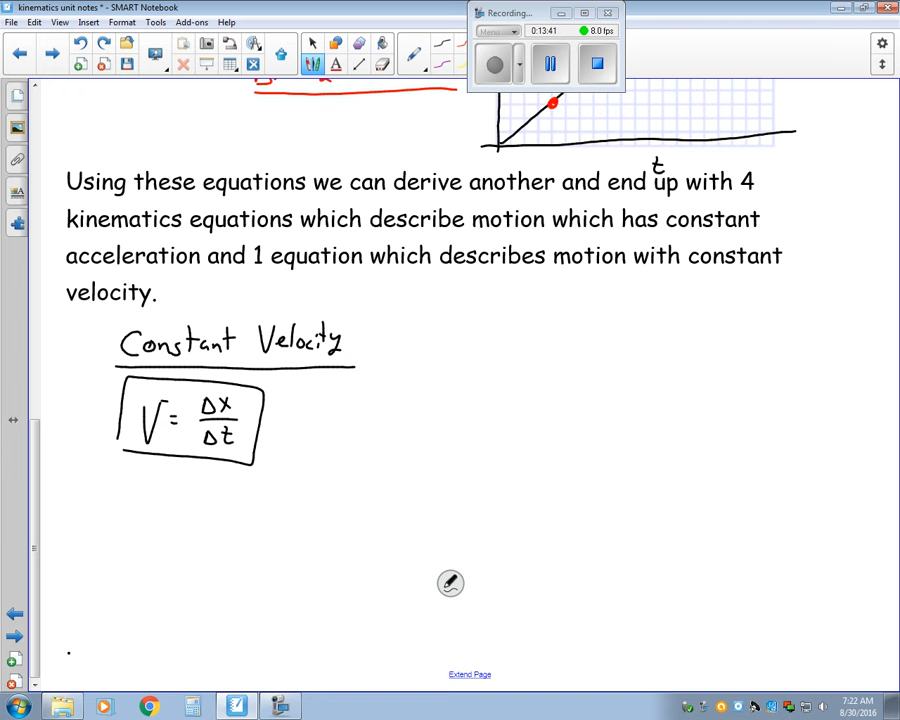 kinematics unit notes * - SMART Notebook
Recording...
File Edit View Insert Format Tools Add-ons Help
Menu
0:13:41
8.0 fps
t
Using these equations we can derive another and end up with 4
kinematics equations which describe motion which has constant
acceleration and 1 equation which describes motion with constant
velocity.
Constant Velocity
V = Δx
Δt
.
Extend Page
7:22 AM
8/30/2016